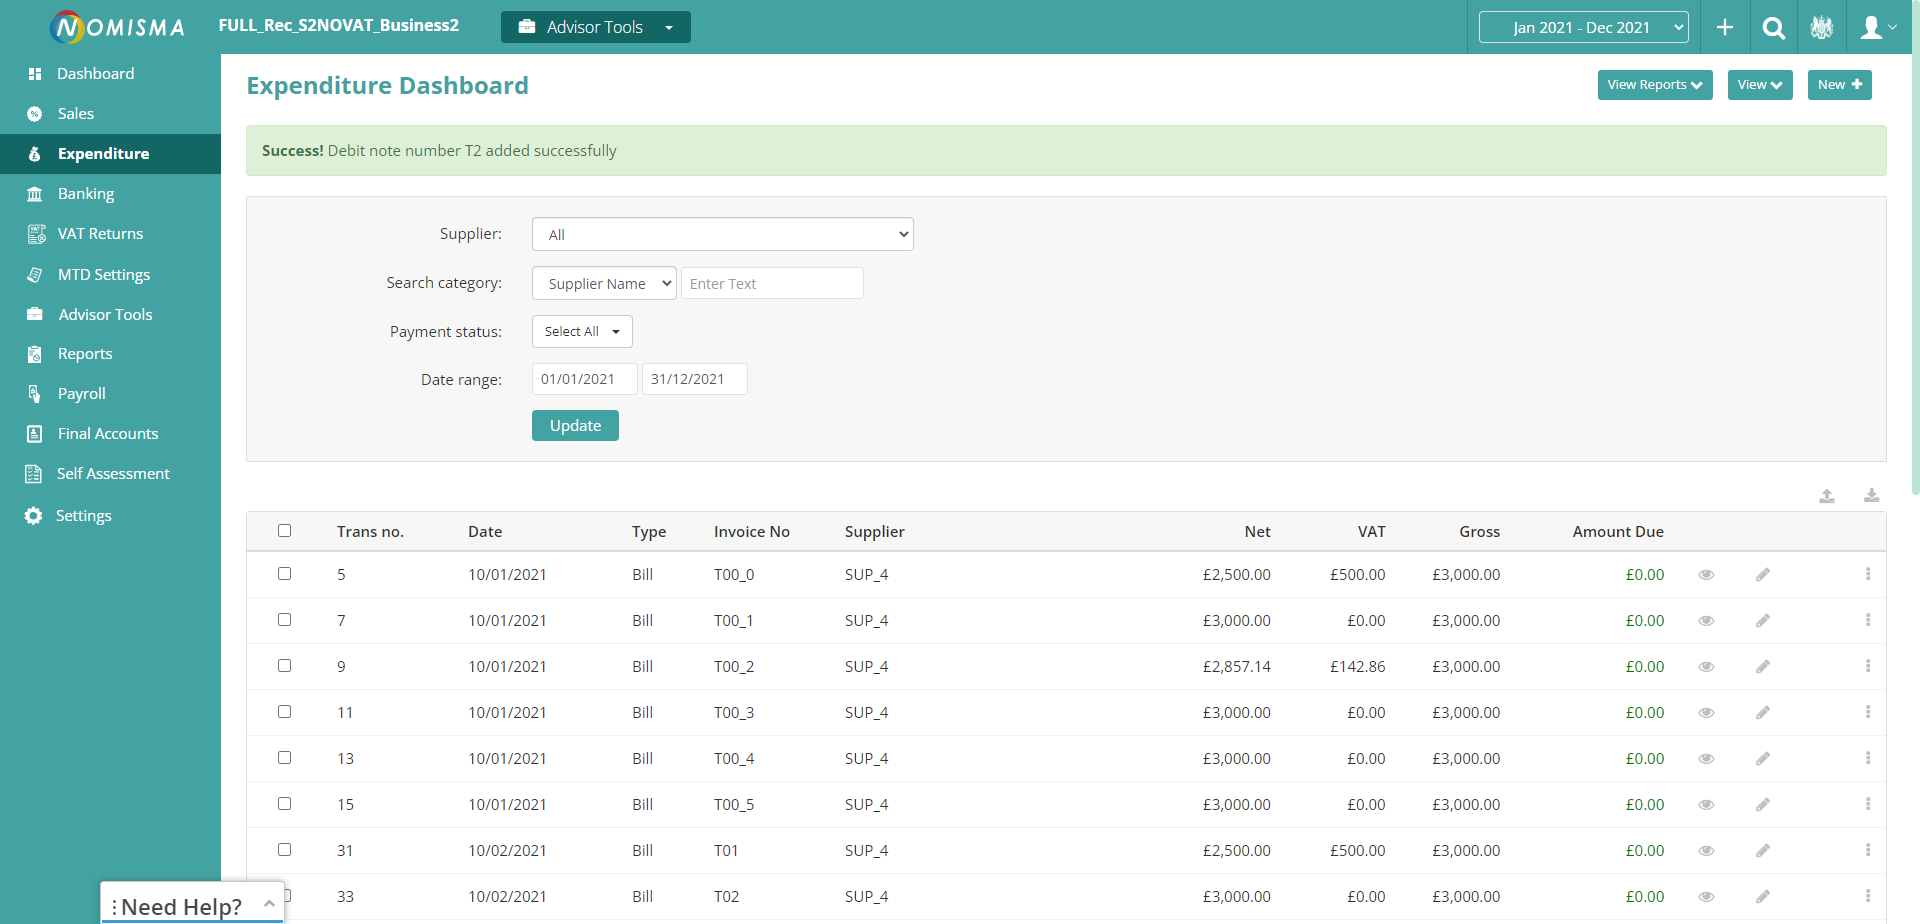 NOMISMA
FULL_Rec_S2NOVAT_Business2
Advisor Tools
Jan 2021 - Dec 2021
Dashboard
Sales
Expenditure
Banking
VAT Returns
MTD Settings
Advisor Tools
Reports
Payroll
Final Accounts
Self Assessment
Settings
Expenditure Dashboard
View Reports
View
New
Success! Debit note number T2 added successfully
Supplier: All
Search category: Supplier Name Enter Text
Payment status: Select All
Date range: 01/01/2021 31/12/2021
Update
Trans no. Date Type Invoice No Supplier Net VAT Gross Amount Due
5 10/01/2021 Bill T00_0 SUP_4 £2,500.00 £500.00 £3,000.00 £0.00
7 10/01/2021 Bill T00_1 SUP_4 £3,000.00 £0.00 £3,000.00 £0.00
9 10/01/2021 Bill T00_2 SUP_4 £2,857.14 £142.86 £3,000.00 £0.00
11 10/01/2021 Bill T00_3 SUP_4 £3,000.00 £0.00 £3,000.00 £0.00
13 10/01/2021 Bill T00_4 SUP_4 £3,000.00 £0.00 £3,000.00 £0.00
15 10/01/2021 Bill T00_5 SUP_4 £3,000.00 £0.00 £3,000.00 £0.00
31 10/02/2021 Bill T01 SUP_4 £2,500.00 £500.00 £3,000.00 £0.00
33 10/02/2021 Bill T02 SUP_4 £3,000.00 £0.00 £3,000.00 £0.00
Need Help?